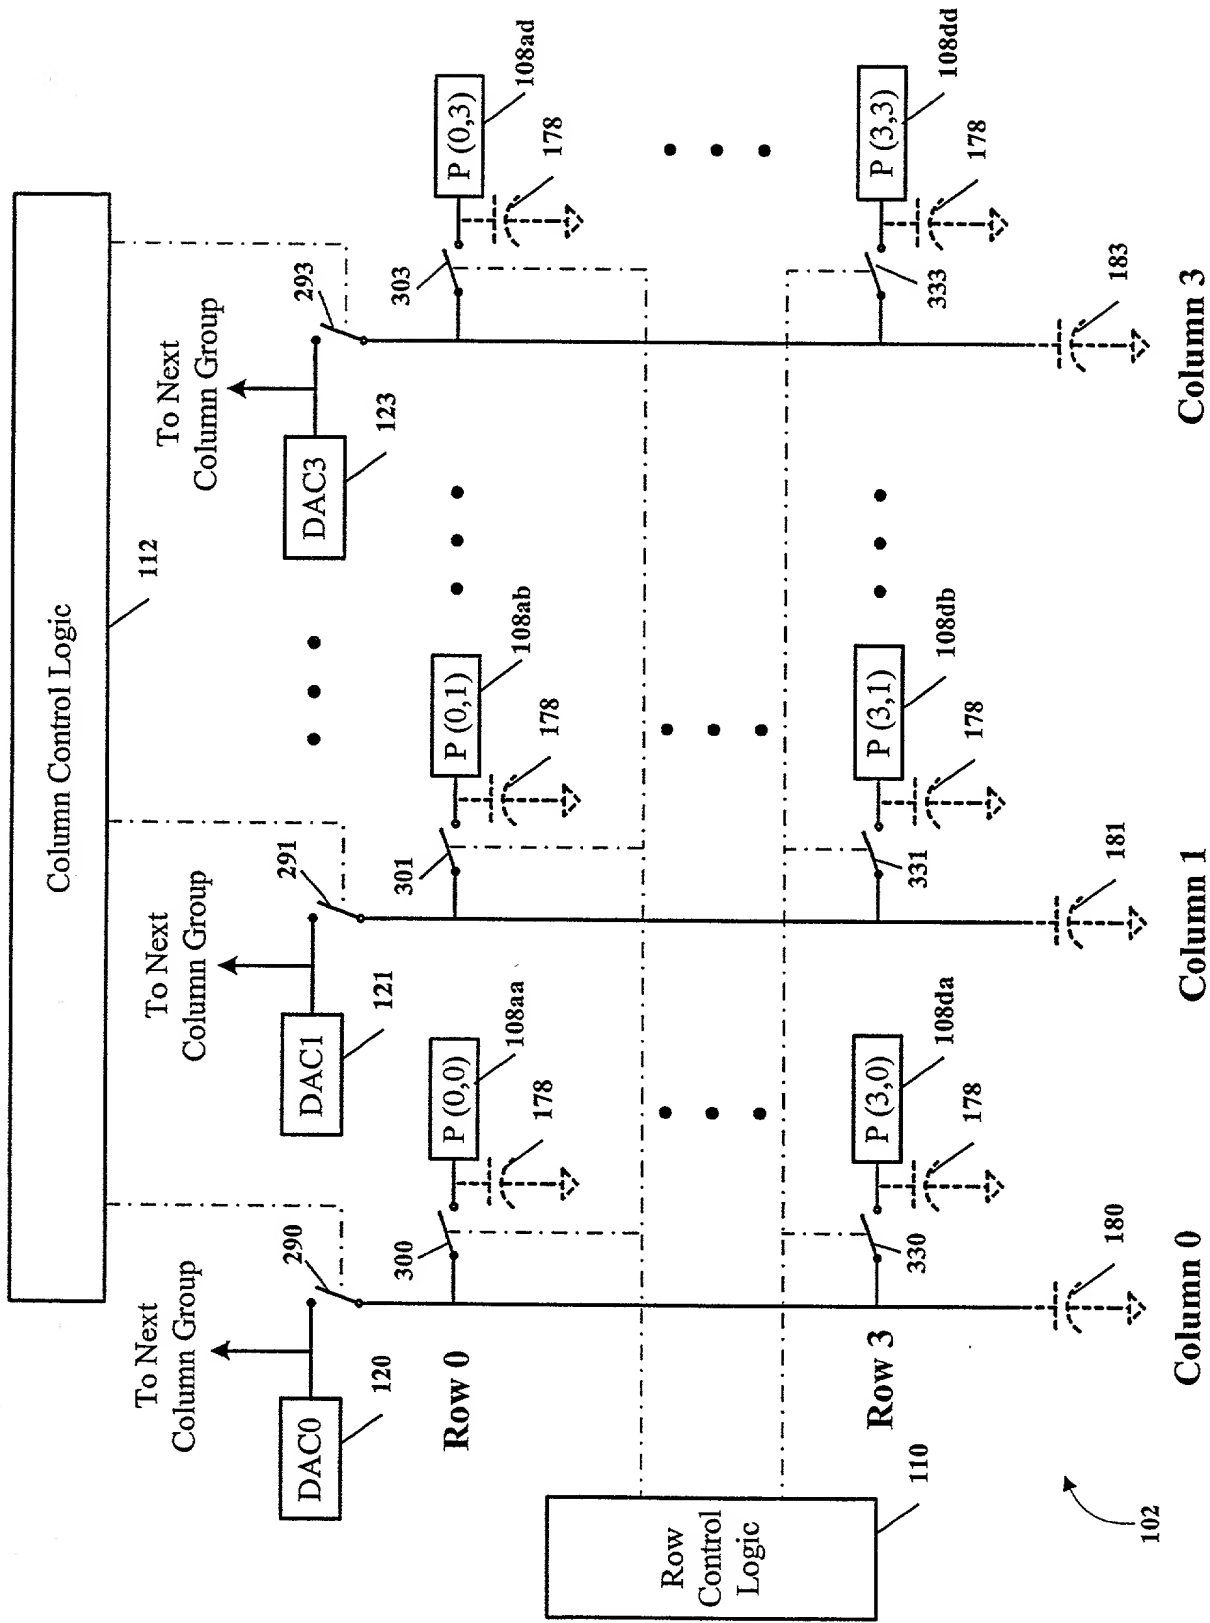 Column Control Logic
112
To Next
Column Group
To Next
Column Group
To Next
Column Group
290
291
293
DAC0
DAC1
DAC3
120
121
123
Row 0
300
P (0,0)
108aa
178
301
P (0,1)
108ab
178
303
P (0,3)
108ad
178
Row
Control
Logic
110
Row 3
330
P (3,0)
108da
178
331
P (3,1)
108db
178
333
P (3,3)
108dd
178
180
181
183
102
Column 0
Column 1
Column 3